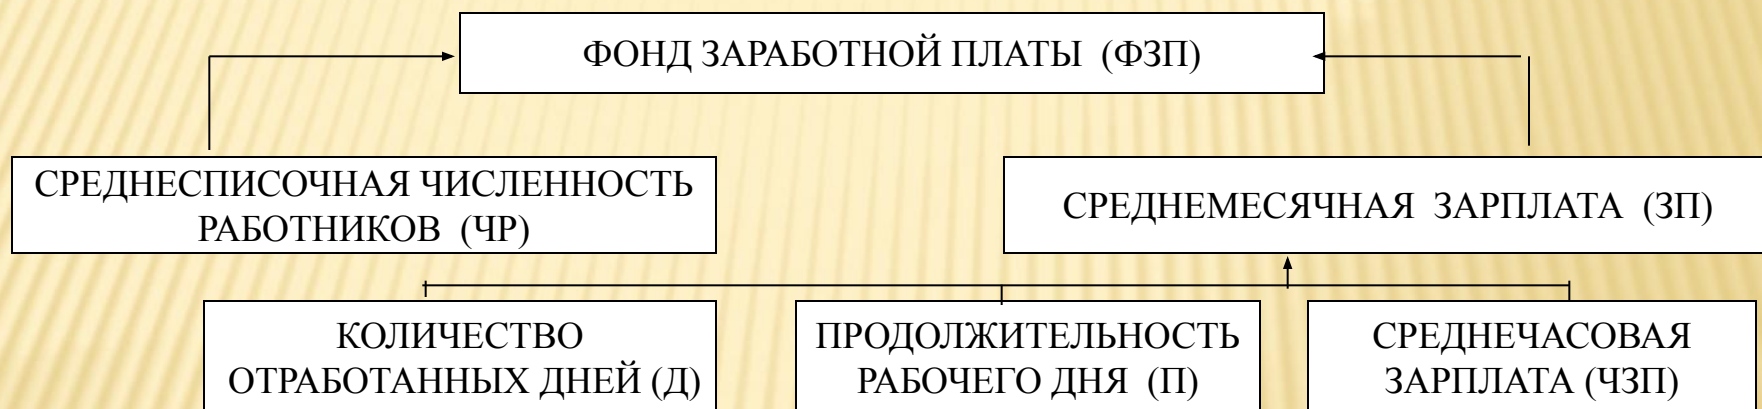 ФОНД ЗАРАБОТНОЙ ПЛАТЫ (ФЗП)
СРЕДНЕСПИСОЧНАЯ ЧИСЛЕННОСТЬ
РАБОТНИКОВ (ЧР)
СРЕДНЕМЕСЯЧНАЯ ЗАРПЛАТА (ЗП)
КОЛИЧЕСТВО
ОТРАБОТАННЫХ ДНЕЙ (Д)
ПРОДОЛЖИТЕЛЬНОСТЬ
РАБОЧЕГО ДНЯ (П)
СРЕДНЕЧАСОВАЯ
ЗАРПЛАТА (ЧЗП)